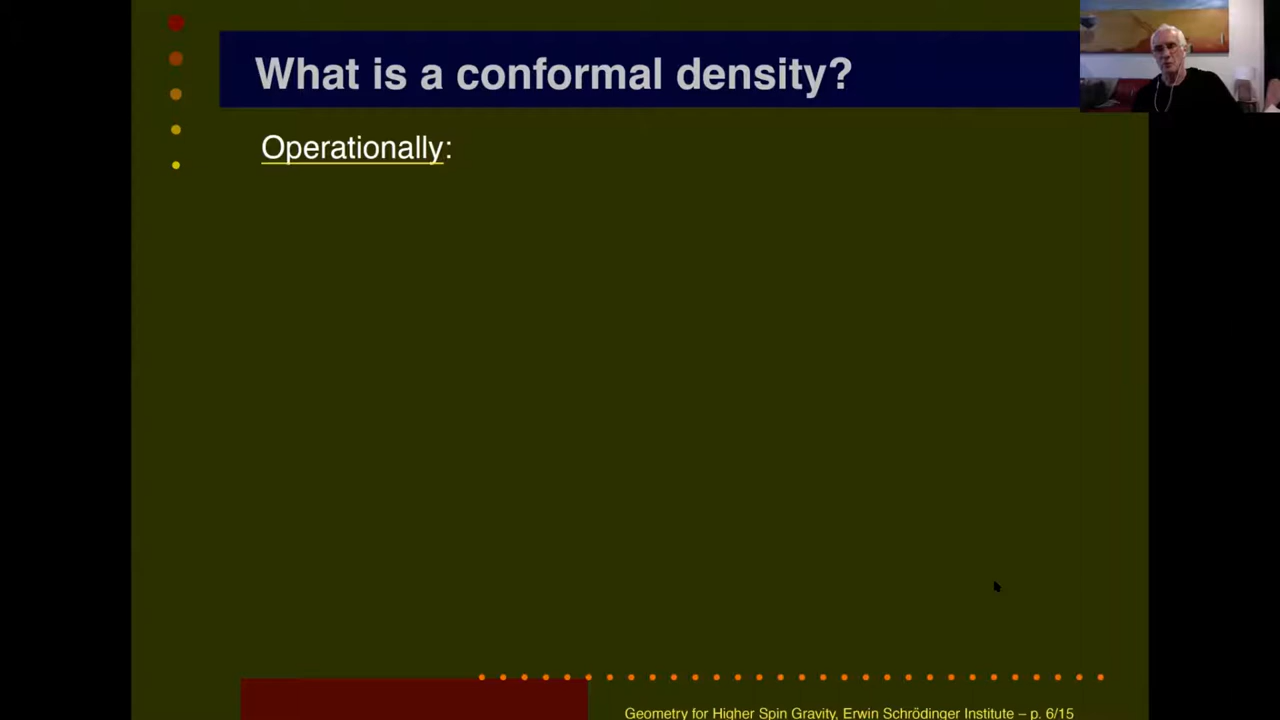 What is a conformal density?
Operationally:
Geometry for Higher Spin Gravity, Erwin Schrödinger Institute – p. 6/15